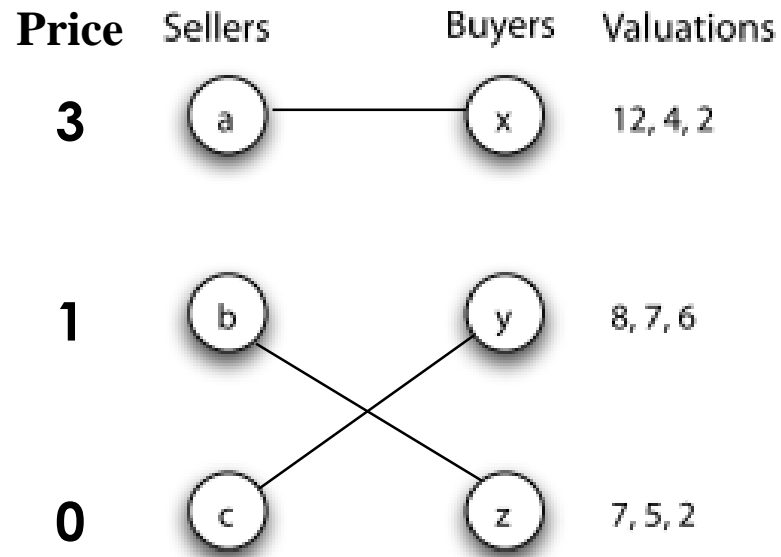 Price Sellers Buyers Valuations
3 a x 12, 4, 2
1 b y 8, 7, 6
0 c z 7, 5, 2